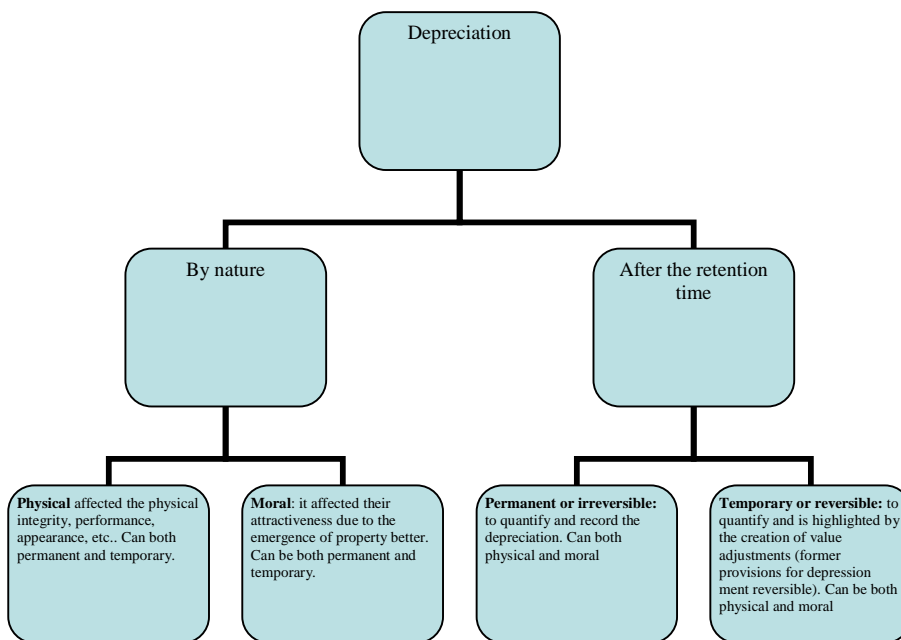 Depreciation
By nature
After the retention
time
Physical affected the physical
integrity, performance,
appearance, etc.. Can both
permanent and temporary.
Moral: it affected their
attractiveness due to the
emergence of property better.
Can be both permanent and
temporary.
Permanent or irreversible:
to quantify and record the
depreciation. Can both
physical and moral
Temporary or reversible: to
quantify and is highlighted by
the creation of value
adjustments (former
provisions for depression
ment reversible). Can be both
physical and moral